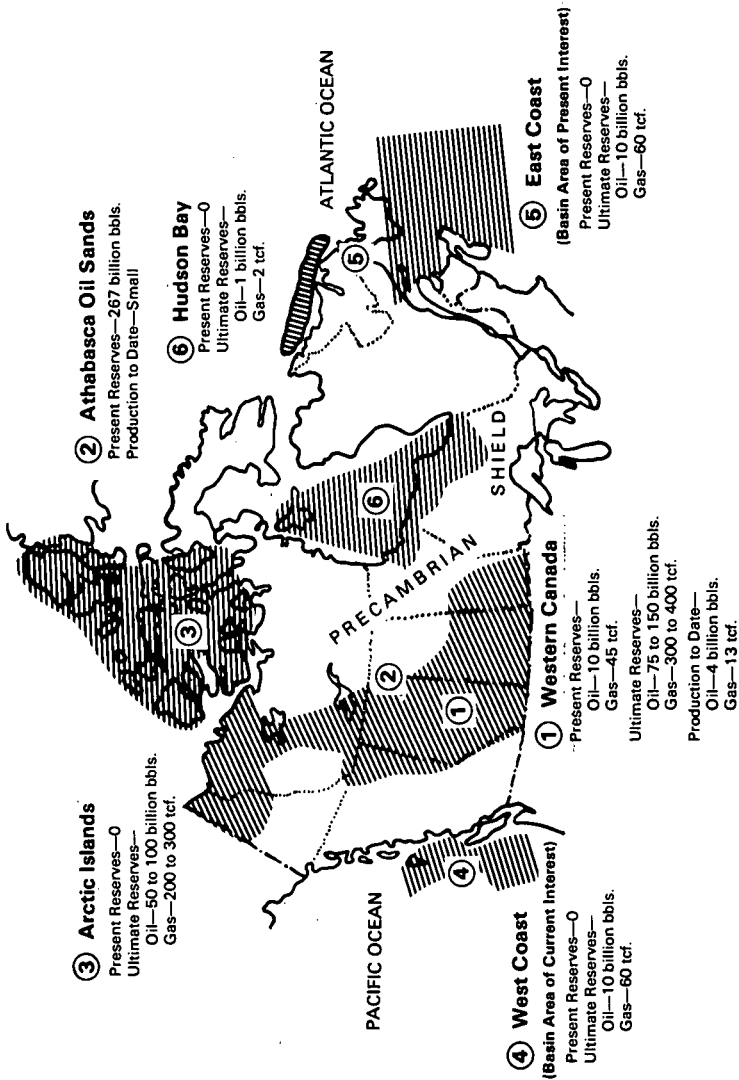 ② Athabasca Oil Sands
Present Reserves—267 billion bbls.
Production to Date—Small
③ Arctic Islands
Present Reserves—0
Ultimate Reserves—
Oil—50 to 100 billion bbls.
Gas—200 to 300 tcf.
⑥ Hudson Bay
Present Reserves—0
Ultimate Reserves—
Oil—1 billion bbls.
Gas—2 tcf.
ATLANTIC OCEAN
PACIFIC OCEAN
③
⑤
⑥
②
①
④
PRECAMBRIAN
SHIELD
④ West Coast
(Basin Area of Current Interest)
Present Reserves—0
Ultimate Reserves—
Oil—10 billion bbls.
Gas—60 tcf.
① Western Canada
Present Reserves—
Oil—10 billion bbls.
Gas—45 tcf.
Ultimate Reserves—
Oil—75 to 150 billion bbls.
Gas—300 to 400 tcf.
Production to Date—
Oil—4 billion bbls.
Gas—13 tcf.
⑤ East Coast
(Basin Area of Present Interest)
Present Reserves—0
Ultimate Reserves—
Oil—10 billion bbls.
Gas—60 tcf.